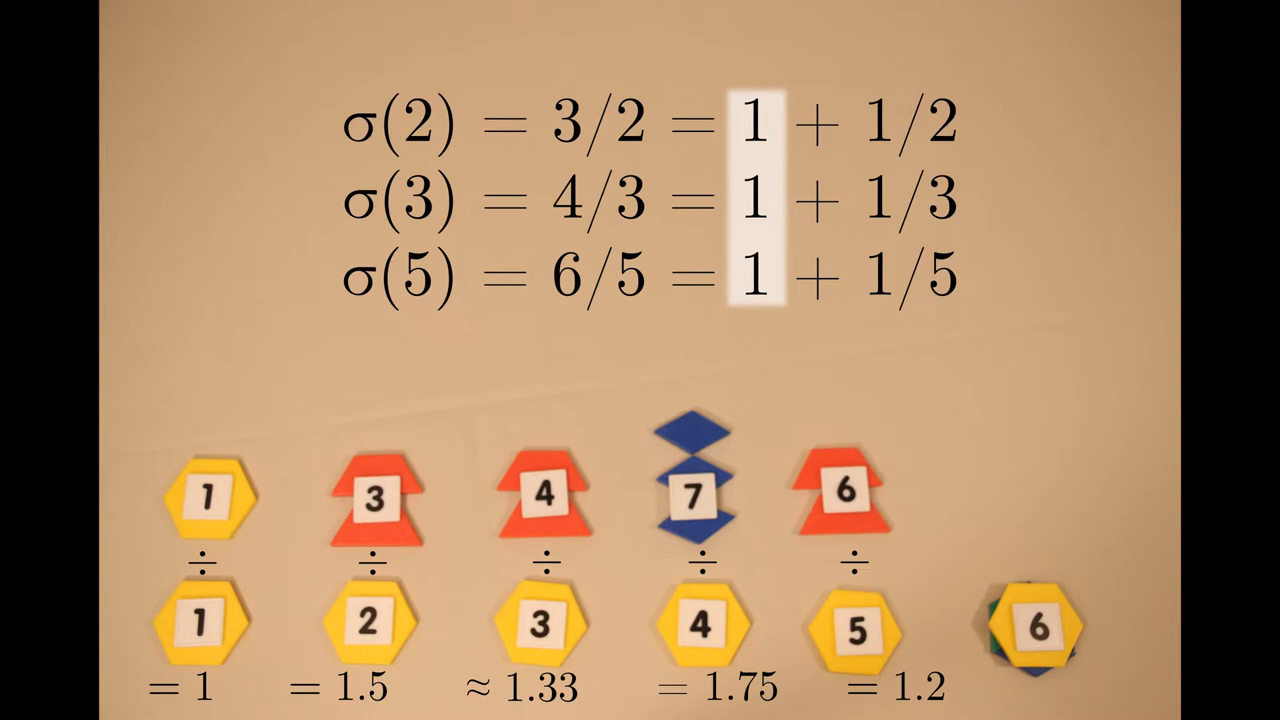 σ(2) = 3/2 = 1 + 1/2
σ(3) = 4/3 = 1 + 1/3
σ(5) = 6/5 = 1 + 1/5
1 3 4 7 6
÷ ÷ ÷ ÷ ÷
1 2 3 4 5 6
= 1 = 1.5 ≈ 1.33 = 1.75 = 1.2